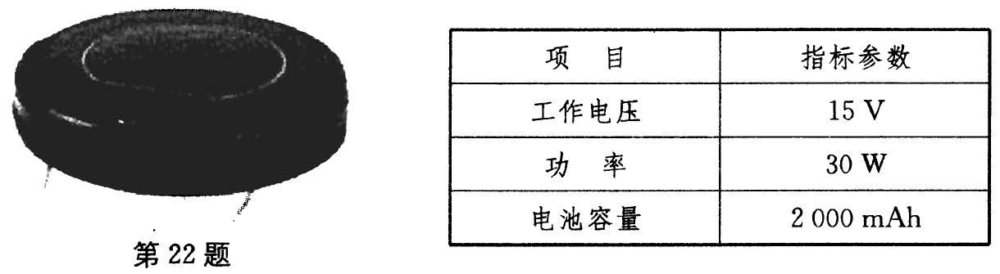 项 目 指标参数
工作电压 15 V
功 率 30 W
电池容量 2 000 mAh
第 22 题